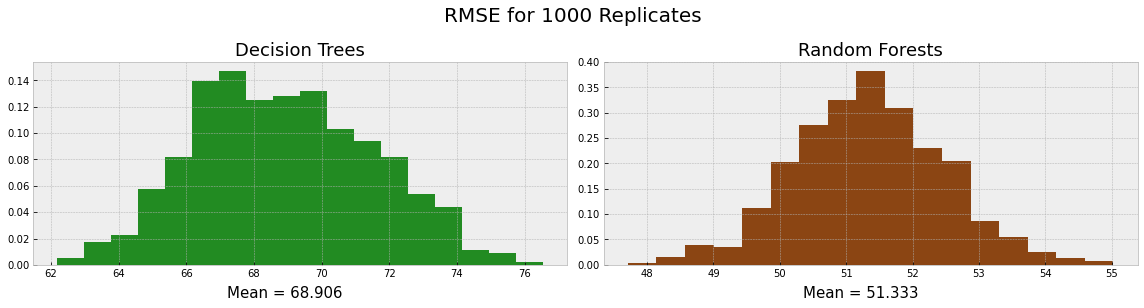 RMSE for 1000 Replicates
Decision Trees
0.14
0.12
0.10
0.08
0.06
0.04
0.02
0.00
62 64 66 68 70 72 74 76
Mean = 68.906
Random Forests
0.40
0.35
0.30
0.25
0.20
0.15
0.10
0.05
0.00
48 49 50 51 52 53 54 55
Mean = 51.333